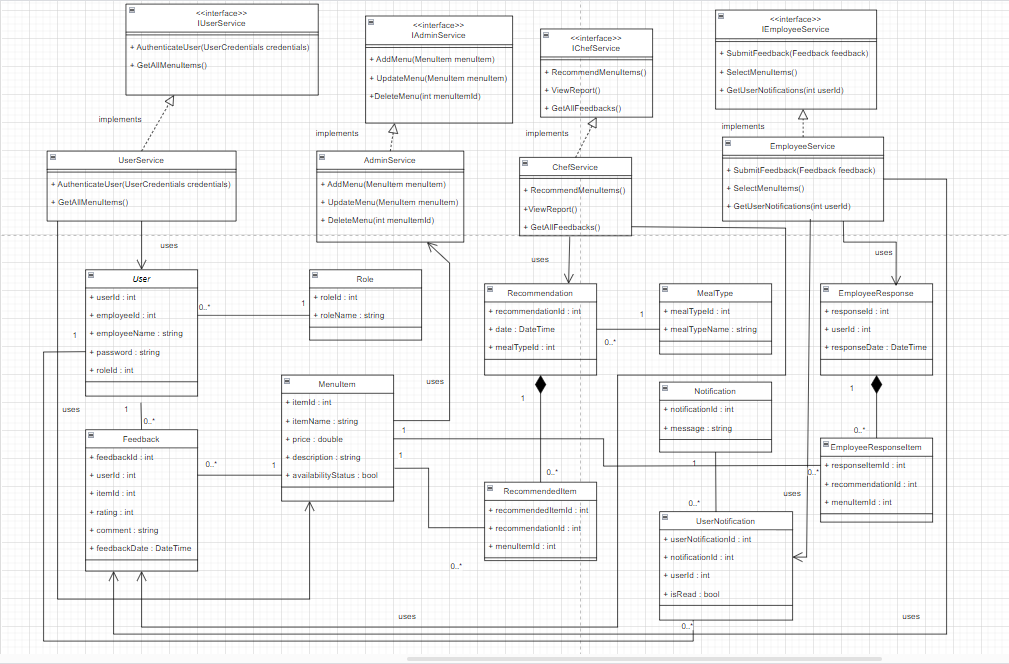 <<interface>>
IUserService
+ AuthenticateUser(UserCredentials credentials)
+ GetAllMenuItems()
<<interface>>
IAdminService
+ AddMenu(MenuItem menuItem)
+ UpdateMenu(MenuItem menuItem)
+DeleteMenu(int menuItemId)
<<interface>>
IChefService
+ RecommendMenuItems()
+ ViewReport()
+ GetAllFeedbacks()
<<interface>>
IEmployeeService
+ SubmitFeedback(Feedback feedback)
+ SelectMenuItems()
+ GetUserNotifications(int userId)
implements
implements
implements
implements
UserService
+ AuthenticateUser(UserCredentials credentials)
+ GetAllMenuItems()
AdminService
+ AddMenu(MenuItem menuItem)
+ UpdateMenu(MenuItem menuItem)
+ DeleteMenu(int menuItemId)
ChefService
+ RecommendMenuItems()
+ViewReport()
+ GetAllFeedbacks()
EmployeeService
+ SubmitFeedback(Feedback feedback)
+ SelectMenuItems()
+ GetUserNotifications(int userId)
uses
uses
uses
User
+ userId : int
+ employeeId : int
+ employeeName : string
+ password : string
+ roleId : int
0..*
1
Role
+ roleId : int
+ roleName : string
Recommendation
+ recommendationId : int
+ date : DateTime
+ mealTypeId : int
1
0..*
MealType
+ mealTypeId : int
+ mealTypeName : string
EmployeeResponse
+ responseId : int
+ userId : int
+ responseDate : DateTime
1
uses
1
0..*
MenuItem
+ itemId : int
+ itemName : string
+ price : double
+ description : string
+ availabilityStatus : bool
uses
1
1
1
0..*
Notification
+ notificationId : int
+ message : string
1
0..*
1
0..*
Feedback
+ feedbackId : int
+ userId : int
+ itemId : int
+ rating : int
+ comment : string
+ feedbackDate : DateTime
0..*
1
RecommendedItem
+ recommendedItemId : int
+ recommendationId : int
+ menuItemId : int
0..*
EmployeeResponseItem
+ responseItemId : int
+ recommendationId : int
+ menuItemId : int
0..*
uses
UserNotification
+ userNotificationId : int
+ notificationId : int
+ userId : int
+ isRead : bool
0..*
uses
uses